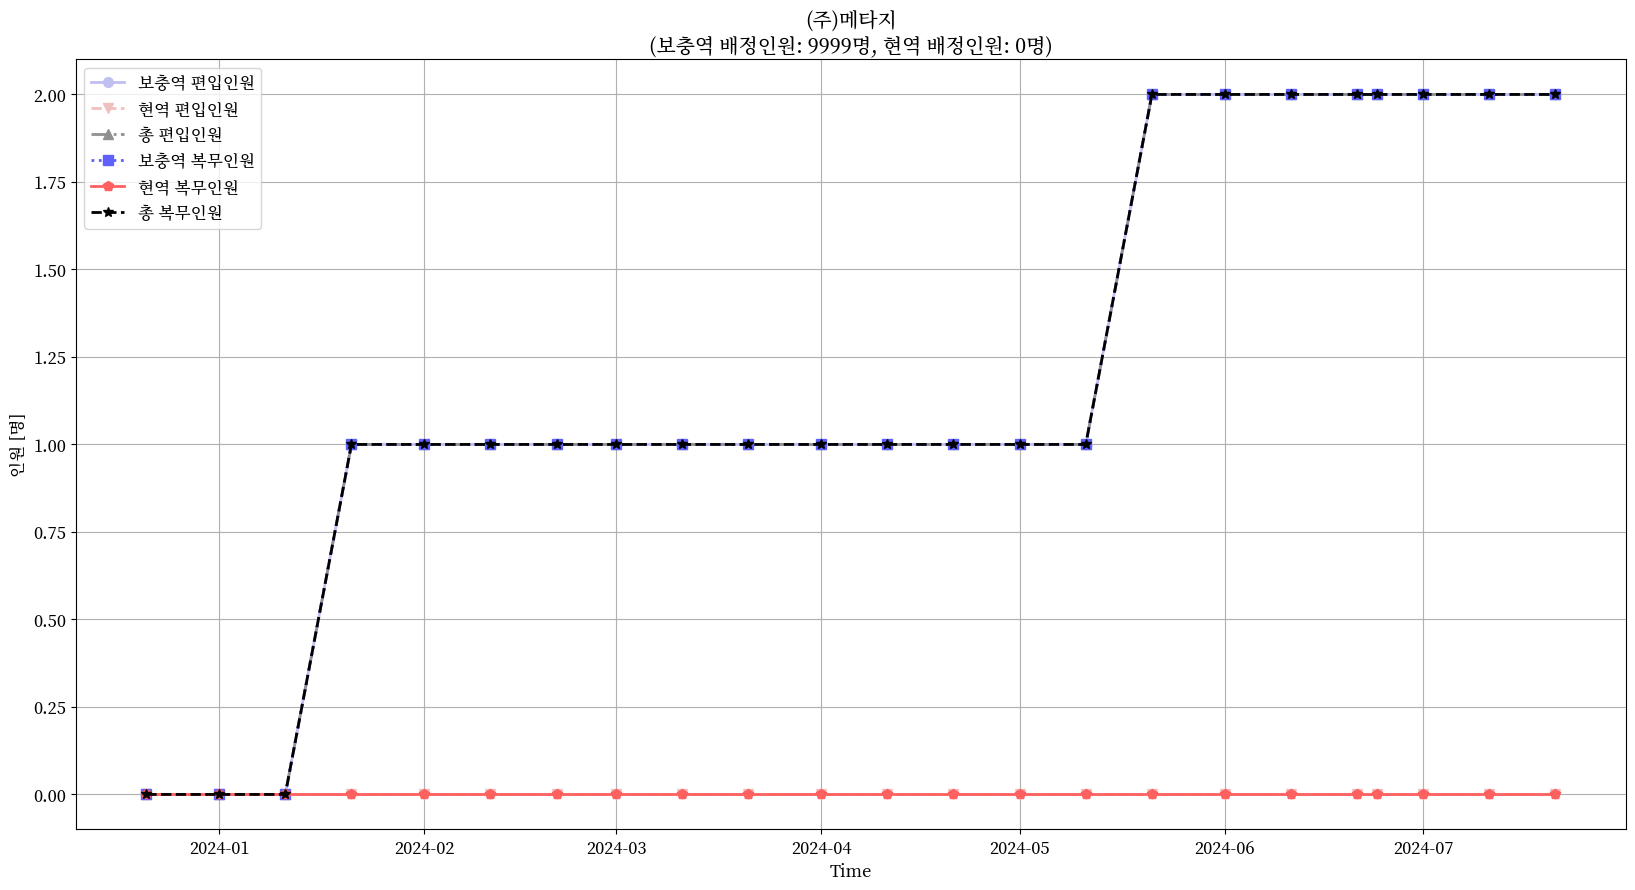 (주)메타지
(보충역 배정인원: 9999명, 현역 배정인원: 0명)
보충역 편입인원
현역 편입인원
총 편입인원
보충역 복무인원
현역 복무인원
총 복무인원
인원 [명]
2.00
1.75
1.50
1.25
1.00
0.75
0.50
0.25
0.00
2024-01 2024-02 2024-03 2024-04 2024-05 2024-06 2024-07
Time